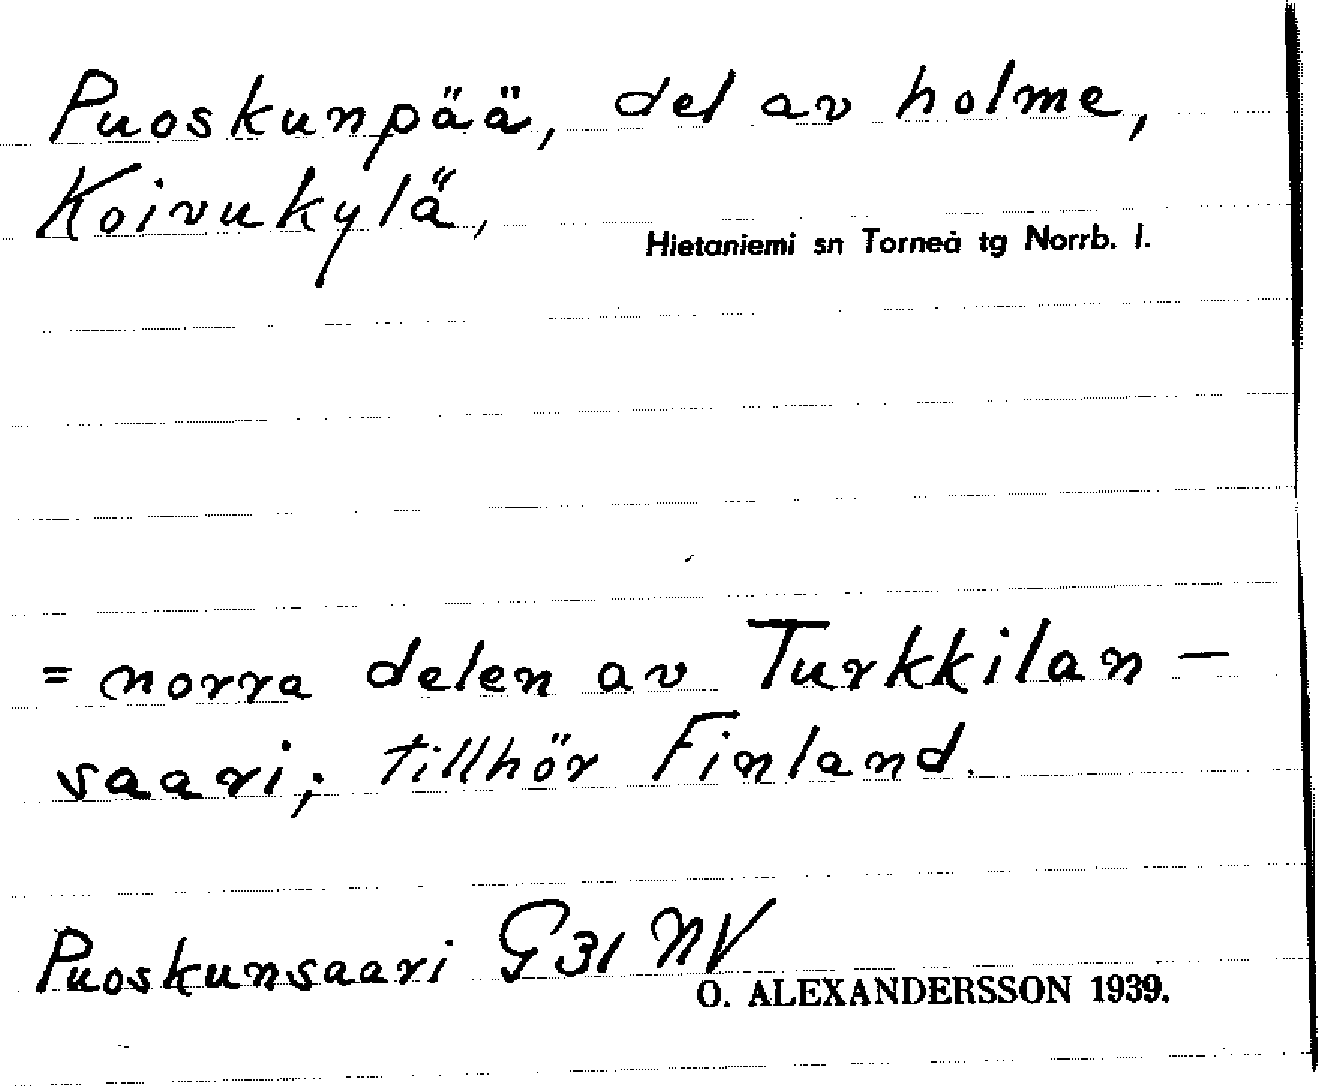 Puoskunpää, del av holme,
Koivukylä,
Hietaniemi sn Torneå tg Norrb. l.
= norra delen av Turkkilan-
saari; tillhör Finland.
Puoskunsaari G 31 NV
O. ALEXANDERSSON 1939.